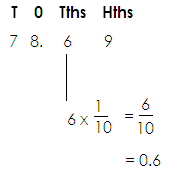 T O Tths Hths
7 8. 6 9
6 × 1/10 = 6/10
= 0.6